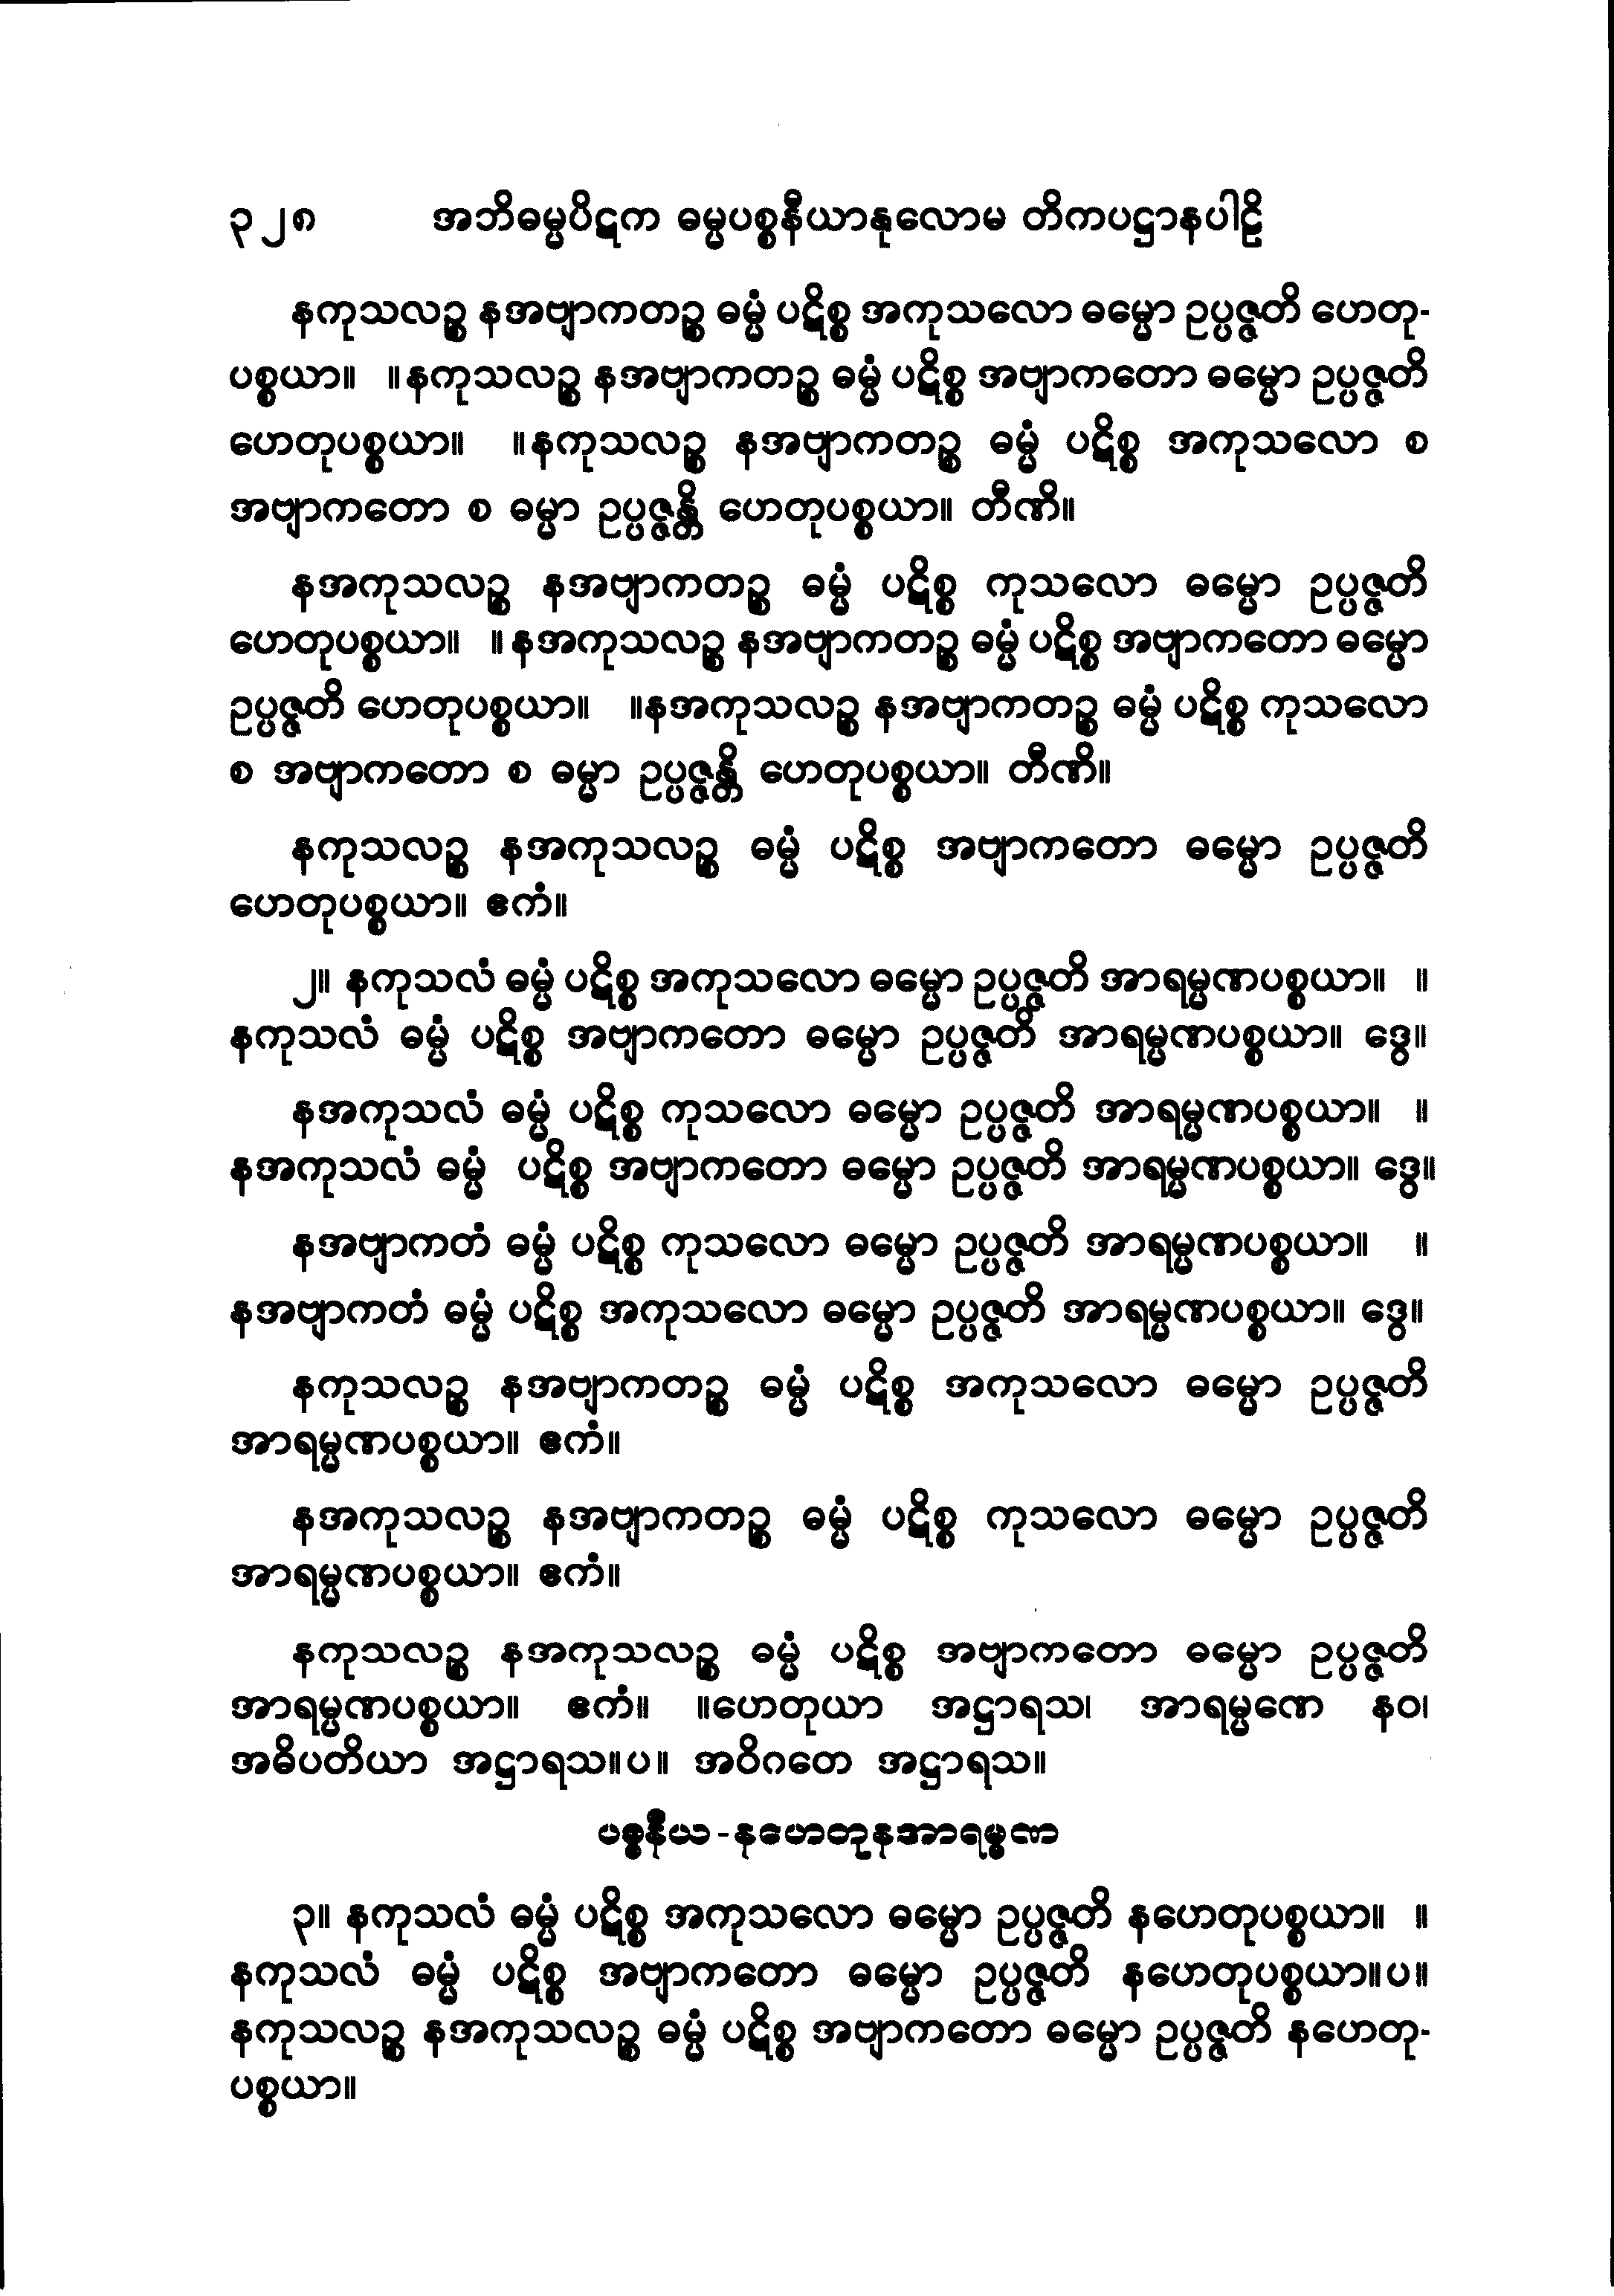 ၃၂၈ အဘိဓမ္မပိဋက ဓမ္မပစ္စနီယာနုလောမ တိကပဋ္ဌာနပါဠိ
နကုသလဉ္စ နအဗျာကတဉ္စ ဓမ္မံ ပဋိစ္စ အကုသလော ဓမ္မော ဥပ္ပဇ္ဇတိ ဟေတု-
ပစ္စယာ။ ။နကုသလဉ္စ နအဗျာကတဉ္စ ဓမ္မံ ပဋိစ္စ အဗျာကတော ဓမ္မော ဥပ္ပဇ္ဇတိ
ဟေတုပစ္စယာ။ ။နကုသလဉ္စ နအဗျာကတဉ္စ ဓမ္မံ ပဋိစ္စ အကုသလော စ
အဗျာကတော စ ဓမ္မာ ဥပ္ပဇ္ဇန္တိ ဟေတုပစ္စယာ။ တီဏိ။
နအကုသလဉ္စ နအဗျာကတဉ္စ ဓမ္မံ ပဋိစ္စ ကုသလော ဓမ္မော ဥပ္ပဇ္ဇတိ
ဟေတုပစ္စယာ။ ။နအကုသလဉ္စ နအဗျာကတဉ္စ ဓမ္မံ ပဋိစ္စ အဗျာကတော ဓမ္မော
ဥပ္ပဇ္ဇတိ ဟေတုပစ္စယာ။ ။နအကုသလဉ္စ နအဗျာကတဉ္စ ဓမ္မံ ပဋိစ္စ ကုသလော
စ အဗျာကတော စ ဓမ္မာ ဥပ္ပဇ္ဇန္တိ ဟေတုပစ္စယာ။ တီဏိ။
နကုသလဉ္စ နအကုသလဉ္စ ဓမ္မံ ပဋိစ္စ အဗျာကတော ဓမ္မော ဥပ္ပဇ္ဇတိ
ဟေတုပစ္စယာ။ ဧကံ။
၂။ နကုသလံ ဓမ္မံ ပဋိစ္စ အကုသလော ဓမ္မော ဥပ္ပဇ္ဇတိ အာရမ္မဏပစ္စယာ။ ။
နကုသလံ ဓမ္မံ ပဋိစ္စ အဗျာကတော ဓမ္မော ဥပ္ပဇ္ဇတိ အာရမ္မဏပစ္စယာ။ ဒွေ။
နအကုသလံ ဓမ္မံ ပဋိစ္စ ကုသလော ဓမ္မော ဥပ္ပဇ္ဇတိ အာရမ္မဏပစ္စယာ။ ။
နအကုသလံ ဓမ္မံ ပဋိစ္စ အဗျာကတော ဓမ္မော ဥပ္ပဇ္ဇတိ အာရမ္မဏပစ္စယာ။ ဒွေ။
နအဗျာကတံ ဓမ္မံ ပဋိစ္စ ကုသလော ဓမ္မော ဥပ္ပဇ္ဇတိ အာရမ္မဏပစ္စယာ။ ။
နအဗျာကတံ ဓမ္မံ ပဋိစ္စ အကုသလော ဓမ္မော ဥပ္ပဇ္ဇတိ အာရမ္မဏပစ္စယာ။ ဒွေ။
နကုသလဉ္စ နအဗျာကတဉ္စ ဓမ္မံ ပဋိစ္စ အကုသလော ဓမ္မော ဥပ္ပဇ္ဇတိ
အာရမ္မဏပစ္စယာ။ ဧကံ။
နအကုသလဉ္စ နအဗျာကတဉ္စ ဓမ္မံ ပဋိစ္စ ကုသလော ဓမ္မော ဥပ္ပဇ္ဇတိ
အာရမ္မဏပစ္စယာ။ ဧကံ။
နကုသလဉ္စ နအကုသလဉ္စ ဓမ္မံ ပဋိစ္စ အဗျာကတော ဓမ္မော ဥပ္ပဇ္ဇတိ
အာရမ္မဏပစ္စယာ။ ဧကံ။ ။ဟေတုယာ အဋ္ဌာရသ၊ အာရမ္မဏေ နဝ၊
အဓိပတိယာ အဋ္ဌာရသ။ပ။ အဝိဂတေ အဋ္ဌာရသ။
ပစ္စနီယ-နဟေတုနအာရမ္မဏ
၃။ နကုသလံ ဓမ္မံ ပဋိစ္စ အကုသလော ဓမ္မော ဥပ္ပဇ္ဇတိ နဟေတုပစ္စယာ။ ။
နကုသလံ ဓမ္မံ ပဋိစ္စ အဗျာကတော ဓမ္မော ဥပ္ပဇ္ဇတိ နဟေတုပစ္စယာ။ပ။
နကုသလဉ္စ နအကုသလဉ္စ ဓမ္မံ ပဋိစ္စ အဗျာကတော ဓမ္မော ဥပ္ပဇ္ဇတိ နဟေတု-
ပစ္စယာ။